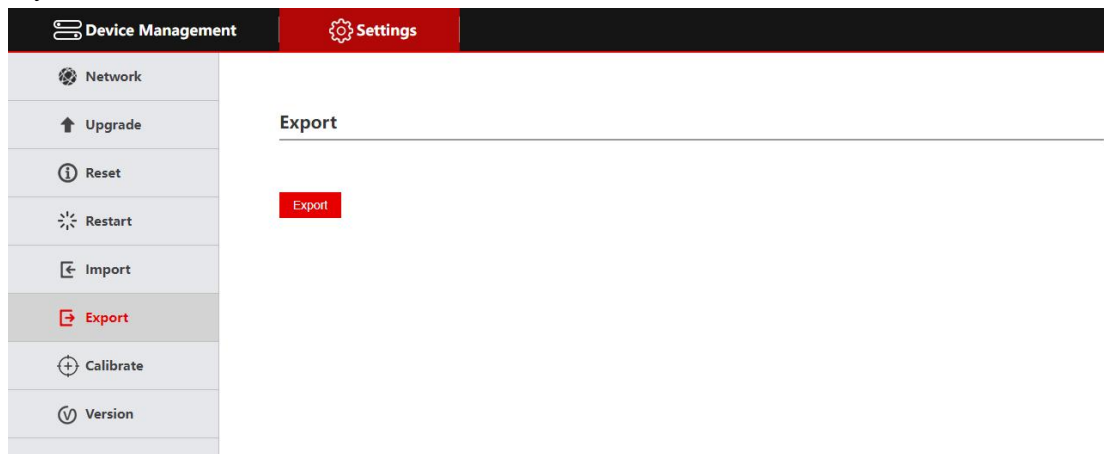 Device Management
Settings
Network
Upgrade
Reset
Restart
Import
Export
Calibrate
Version
Export
Export